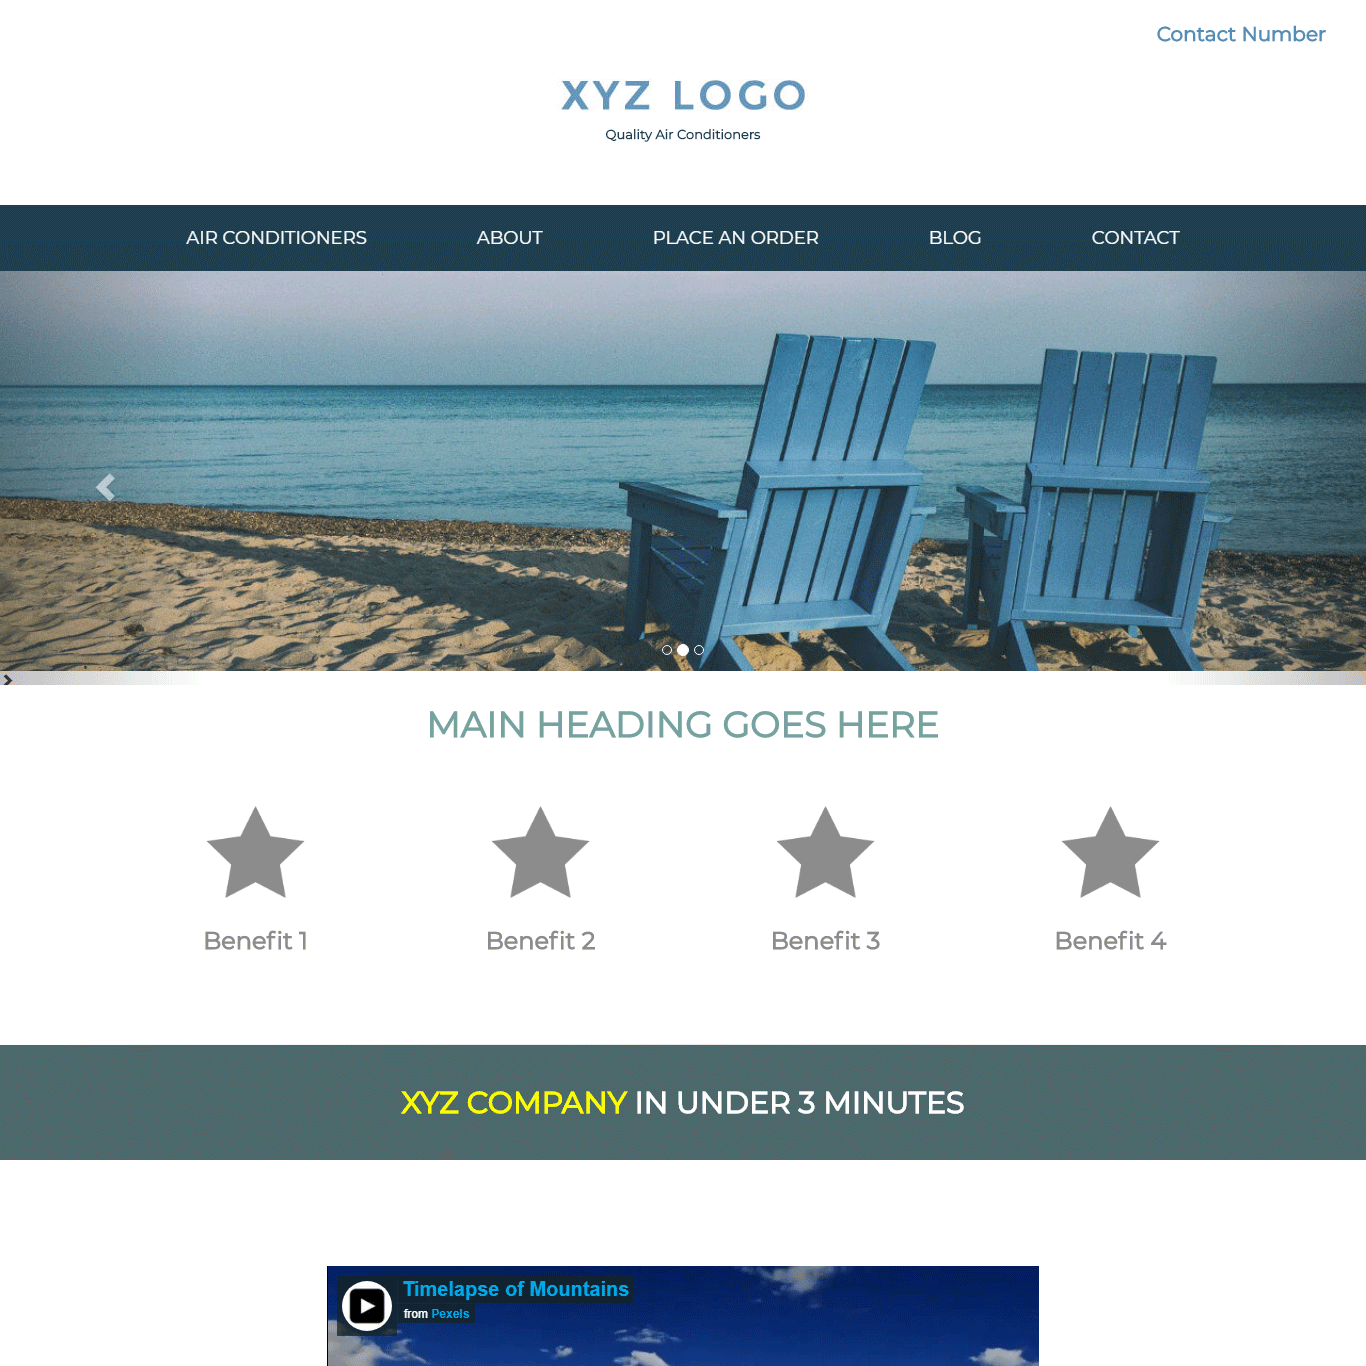 Contact Number
XYZ LOGO
Quality Air Conditioners
AIR CONDITIONERS ABOUT PLACE AN ORDER BLOG CONTACT
MAIN HEADING GOES HERE
Benefit 1 Benefit 2 Benefit 3 Benefit 4
XYZ COMPANY IN UNDER 3 MINUTES
Timelapse of Mountains
from Pexels